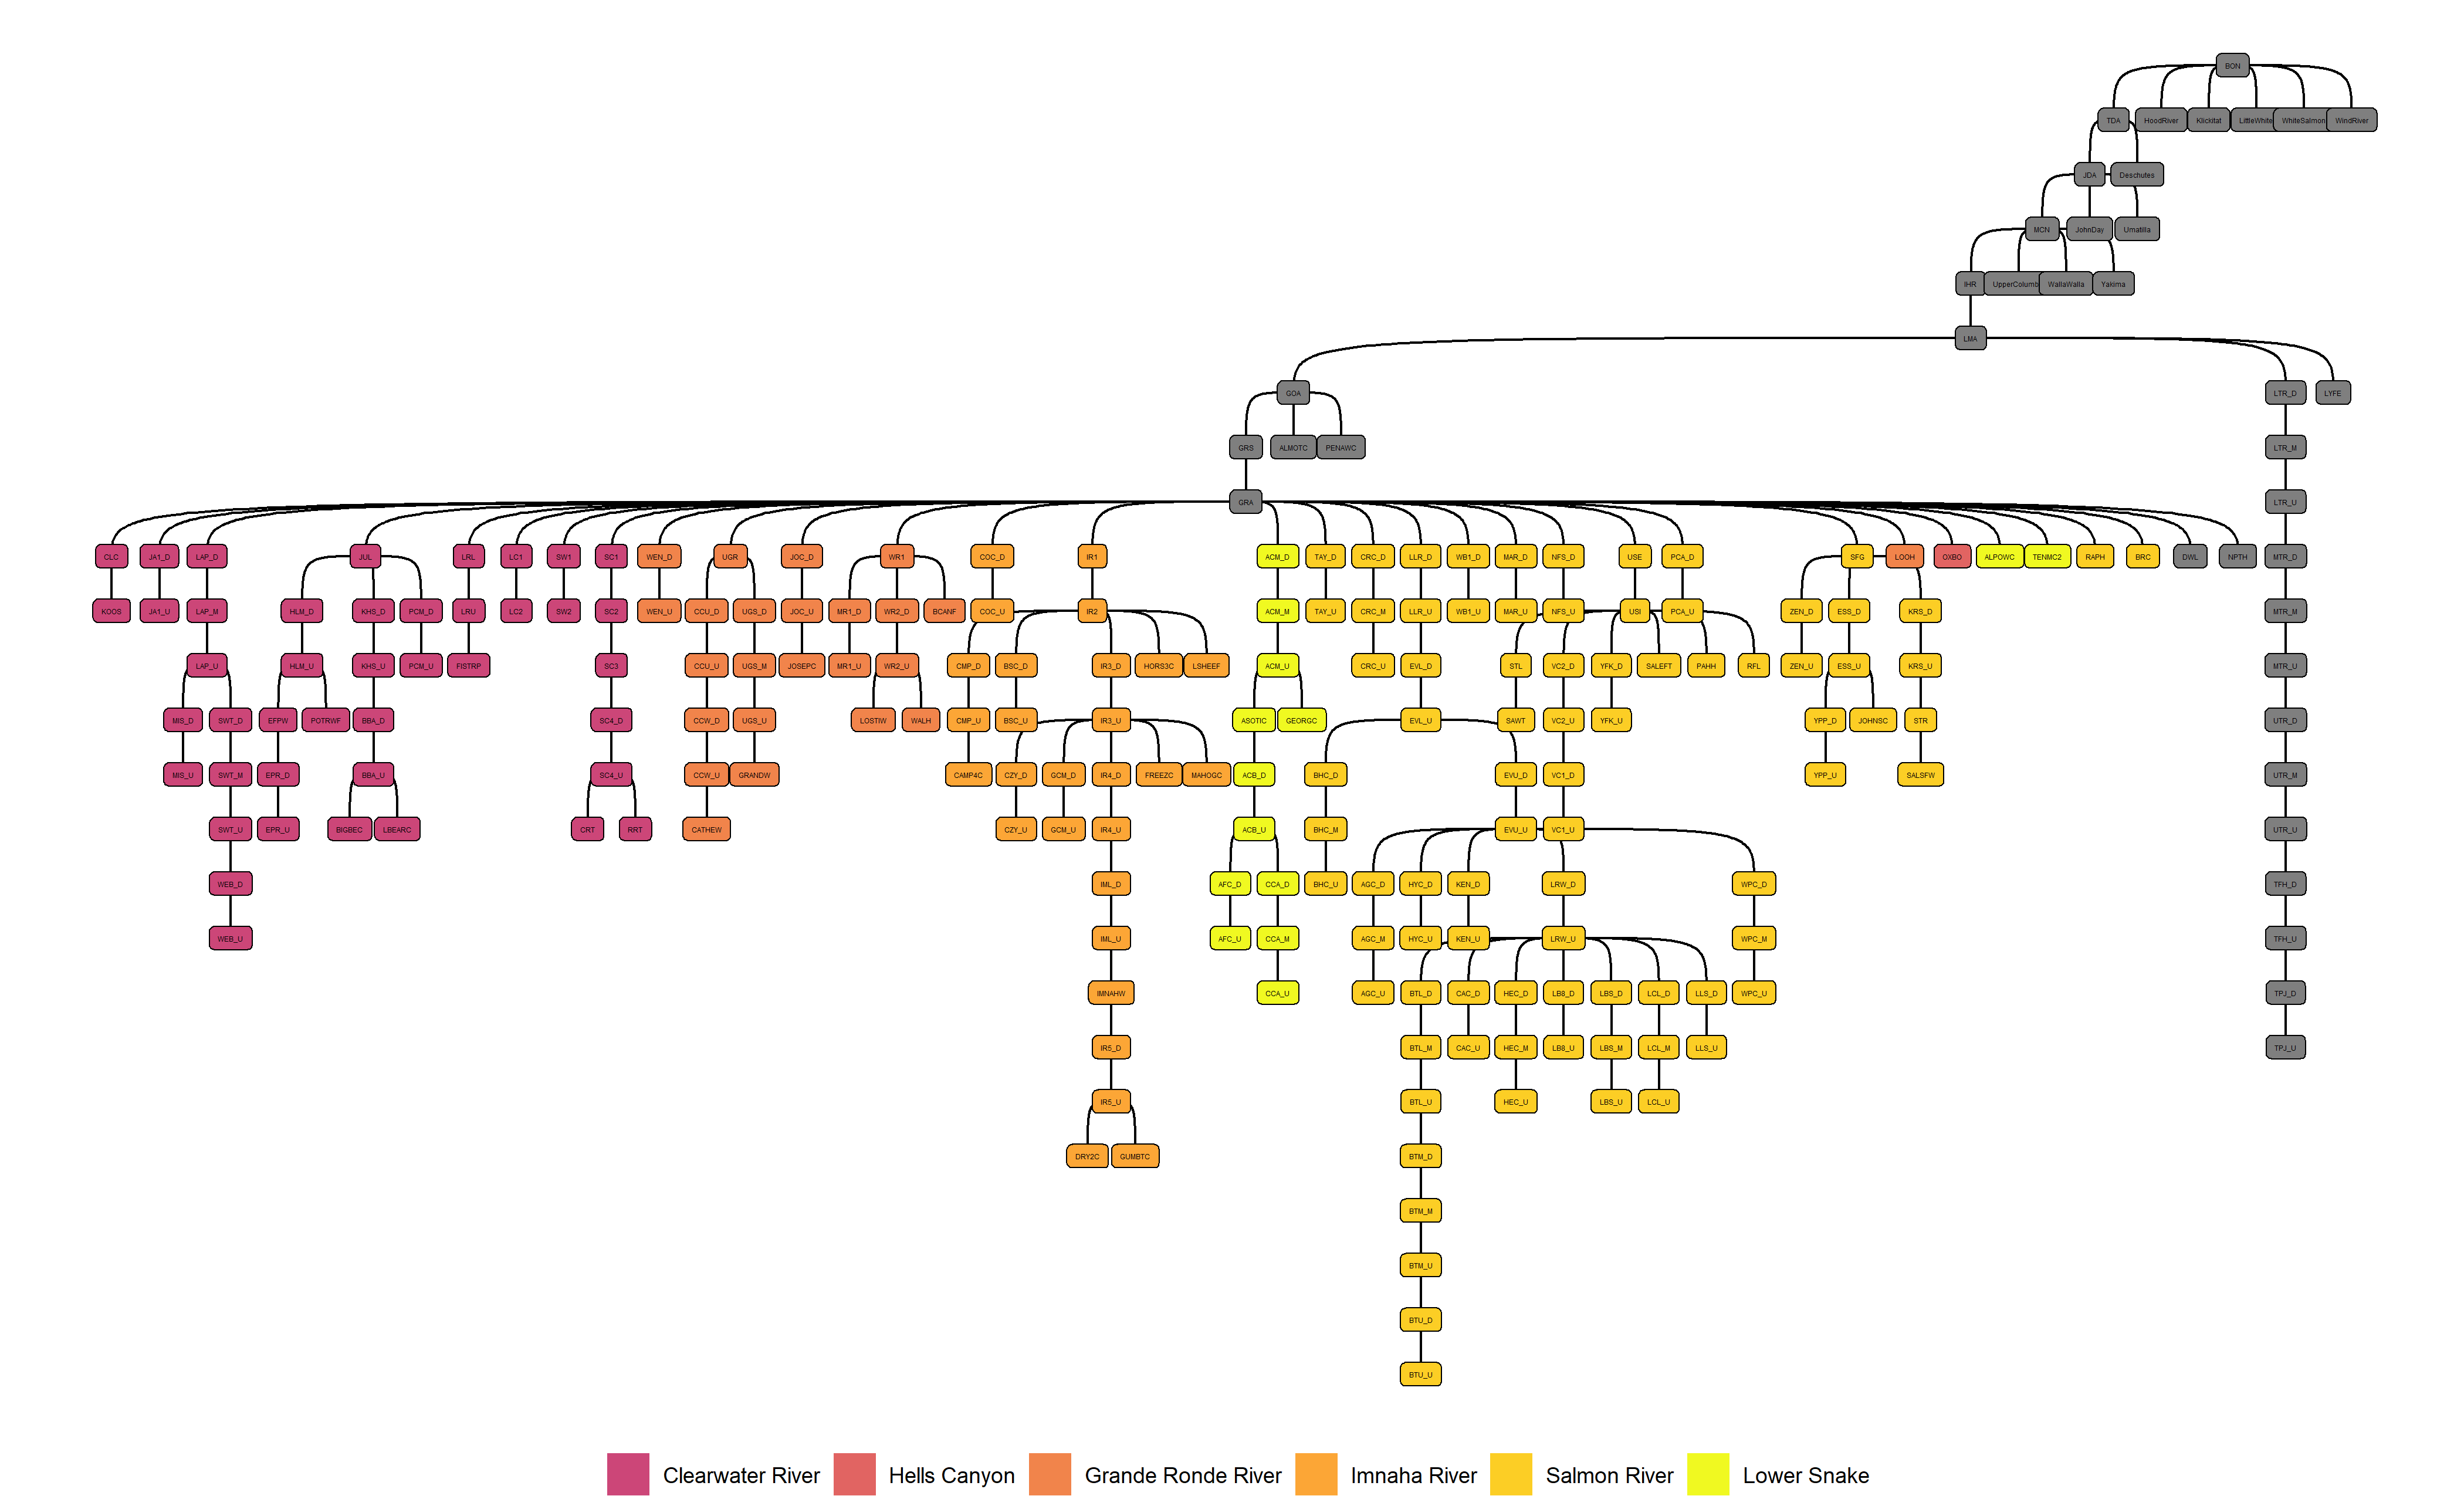 BON
TDA HoodRiver Klickitat LittleWhite WhiteSalmon WindRiver
JDA Deschutes
MCN JohnDay Umatilla
IHR UpperColumb WallaWalla Yakima
LMA
GOA LTR_D LYFE
GRS ALMOTC PENAWC LTR_M
GRA LTR_U
CLC JA1_D LAP_D JUL LRL LC1 SW1 SC1 WEN_D UGR JOC_D WR1 COC_D IR1 ACM_D TAY_D CRC_D LLR_D WB1_D MAR_D NFS_D USE PCA_D SFG LOOH OXBO ALPOWC TENMC2 RAPH BRC DWL NPTH MTR_D
KOOS JA1_U LAP_M HLM_D KHS_D PCM_D LRU LC2 SW2 SC2 WEN_U CCU_D UGS_D JOC_U MR1_D WR2_D BCANF COC_U IR2 ACM_M TAY_U CRC_M LLR_U WB1_U MAR_U NFS_U USI PCA_U ZEN_D ESS_D KRS_D MTR_M
LAP_U HLM_U KHS_U PCM_U FISTRP SC3 CCU_U UGS_M JOSEPC MR1_U WR2_U CMP_D BSC_D IR3_D HORS3C LSHEEF ACM_U CRC_U EVL_D STL VC2_D YFK_D SALEFT PAHH RFL ZEN_U ESS_U KRS_U MTR_U
MIS_D SWT_D EFPW POTRWF BBA_D SC4_D CCW_D UGS_U LOSTIW WALH CMP_U BSC_U IR3_U ASOTIC GEORGC EVL_U SAWT VC2_U YFK_U YPP_D JOHNSC STR UTR_D
MIS_U SWT_M EPR_D BBA_U SC4_U CCW_U GRANDW CAMP4C CZY_D GCM_D IR4_D FREEZC MAHOGC ACB_D BHC_D EVU_D VC1_D YPP_U SALSFW UTR_M
SWT_U EPR_U BIGBEC LBEARC CRT RRT CATHEW CZY_U GCM_U IR4_U ACB_U BHC_M EVU_U VC1_U UTR_U
WEB_D IML_D AFC_D CCA_D BHC_U AGC_D HYC_D KEN_D LRW_D WPC_D TFH_D
WEB_U IML_U AFC_U CCA_M AGC_M HYC_U KEN_U LRW_U WPC_M TFH_U
IMNAHW CCA_U AGC_U BTL_D CAC_D HEC_D LB8_D LBS_D LCL_D LLS_D WPC_U TPJ_D
IR5_D BTL_M CAC_U HEC_M LB8_U LBS_M LCL_M LLS_U TPJ_U
IR5_U BTL_U HEC_U LBS_U LCL_U
DRY2C GUMBTC BTM_D
BTM_M
BTM_U
BTU_D
BTU_U
Clearwater River Hells Canyon Grande Ronde River Imnaha River Salmon River Lower Snake